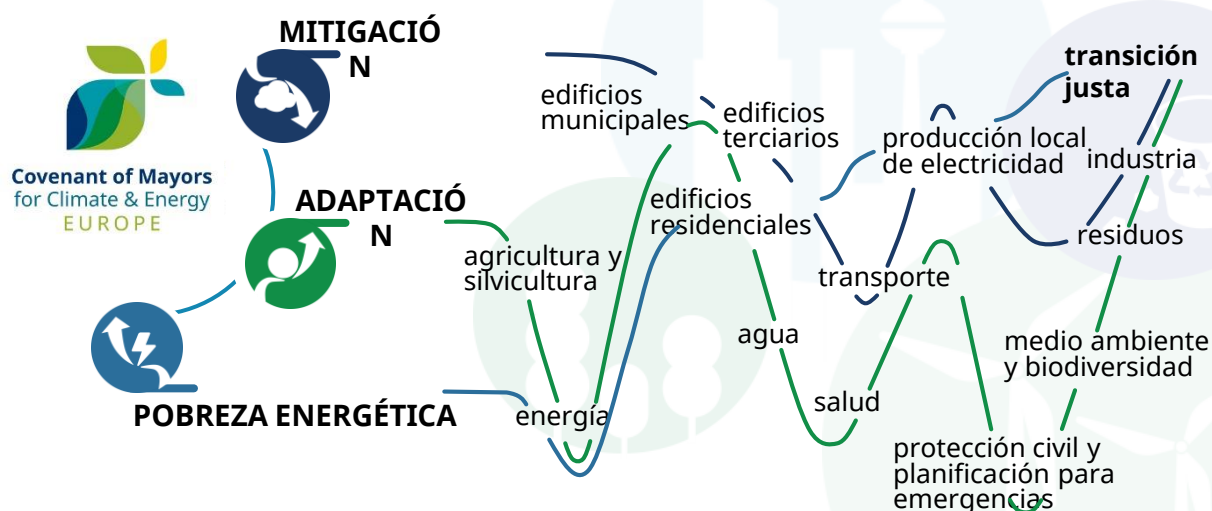 MITIGACIÓ
N
Covenant of Mayors
for Climate & Energy
EUROPE
ADAPTACIÓ
N
POBREZA ENERGÉTICA
edificios
municipales
edificios
terciarios
edificios
residenciales
agricultura y
silvicultura
energía
agua
salud
transporte
producción local
de electricidad
transición
justa
industria
residuos
medio ambiente
y biodiversidad
protección civil y
planificación para
emergencias